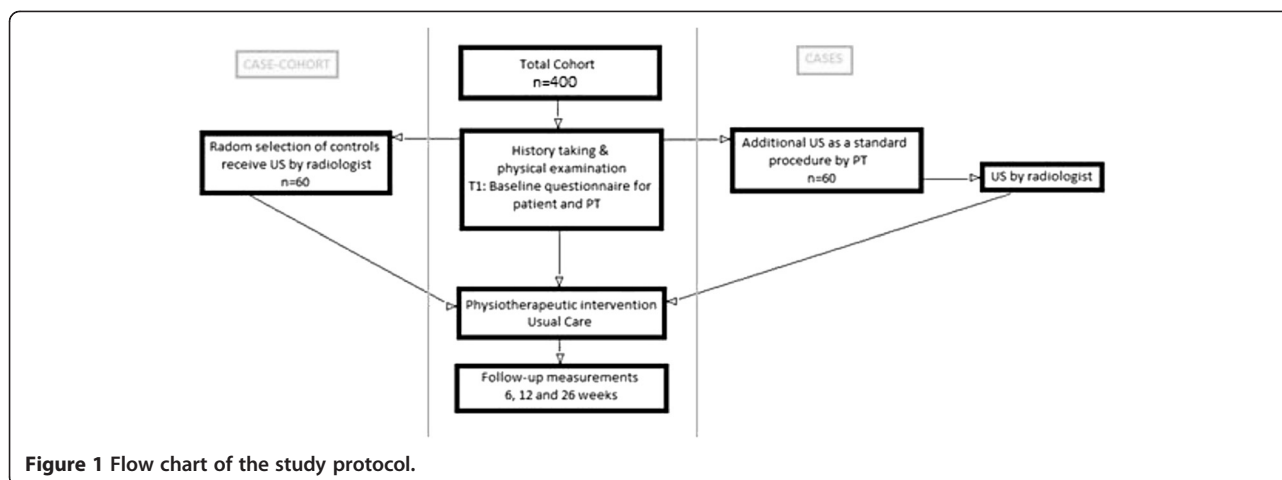 CASE-COHORT
Total Cohort
n=400
CASES
Radom selection of controls
receive US by radiologist
n=60
History taking &
physical examination
T1: Baseline questionnaire for
patient and PT
Additional US as a standard
procedure by PT
n=60
US by radiologist
Physiotherapeutic intervention
Usual Care
Follow-up measurements
6, 12 and 26 weeks
Figure 1 Flow chart of the study protocol.